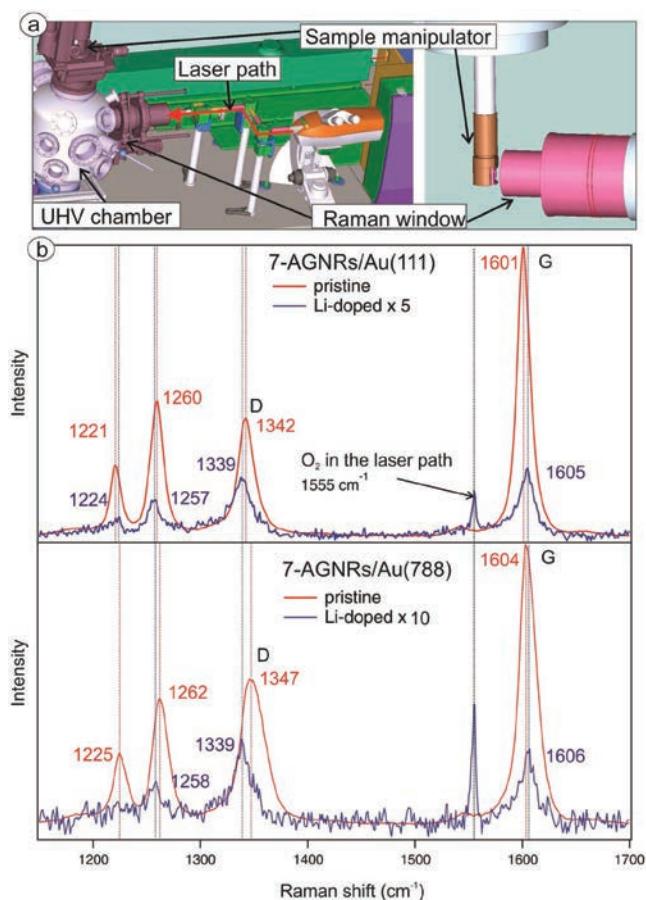 a
Sample manipulator
Laser path
UHV chamber
Raman window
b
7-AGNRs/Au(111)
pristine
Li-doped x 5
1601
G
1260
D
1221
1342
1339
O₂ in the laser path
1555 cm⁻¹
1224
1257
1605
Intensity
7-AGNRs/Au(788)
pristine
Li-doped x 10
1604
G
D
1262
1347
1339
1225
1258
1606
Intensity
1200
1300
1400
1500
1600
1700
Raman shift (cm⁻¹)